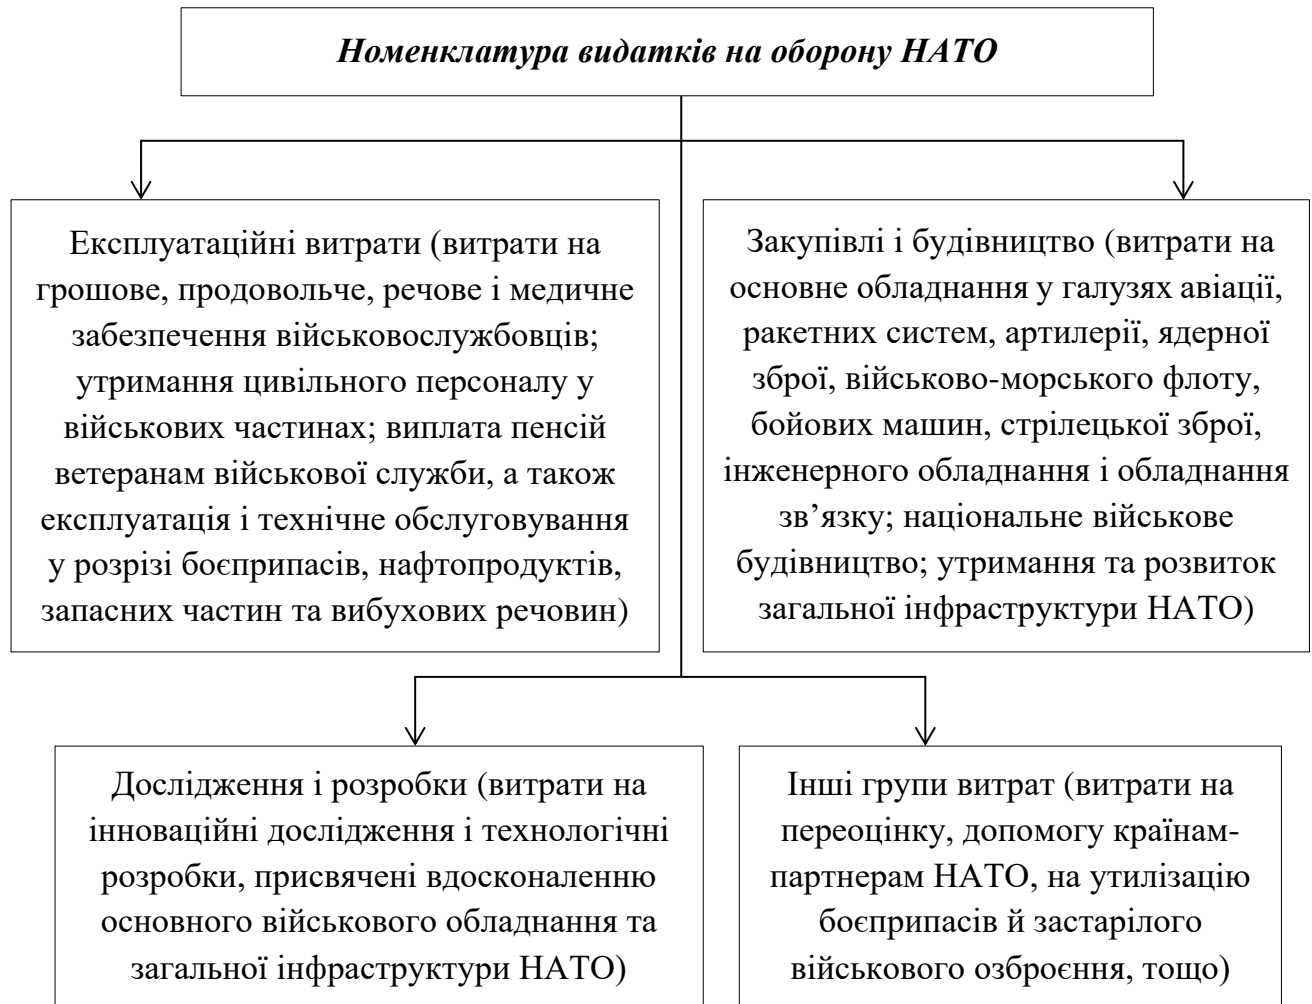 Номенклатура видатків на оборону НАТО
Експлуатаційні витрати (витрати на
грошове, продовольче, речове і медичне
забезпечення військовослужбовців;
утримання цивільного персоналу у
військових частинах; виплата пенсій
ветеранам військової служби, а також
експлуатація і технічне обслуговування
у розрізі боєприпасів, нафтопродуктів,
запасних частин та вибухових речовин)
Закупівлі і будівництво (витрати на
основне обладнання у галузях авіації,
ракетних систем, артилерії, ядерної
зброї, військово-морського флоту,
бойових машин, стрілецької зброї,
інженерного обладнання і обладнання
зв’язку; національне військове
будівництво; утримання та розвиток
загальної інфраструктури НАТО)
Дослідження і розробки (витрати на
інноваційні дослідження і технологічні
розробки, присвячені вдосконаленню
основного військового обладнання та
загальної інфраструктури НАТО)
Інші групи витрат (витрати на
переоцінку, допомогу країнам-
партнерам НАТО, на утилізацію
боєприпасів й застарілого
військового озброєння, тощо)